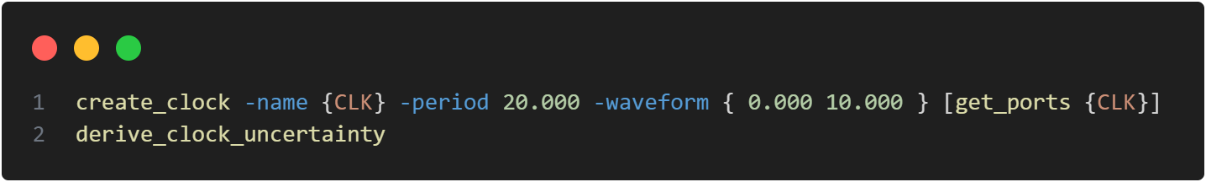 1 create_clock -name {CLK} -period 20.000 -waveform { 0.000 10.000 } [get_ports {CLK}]
2 derive_clock_uncertainty